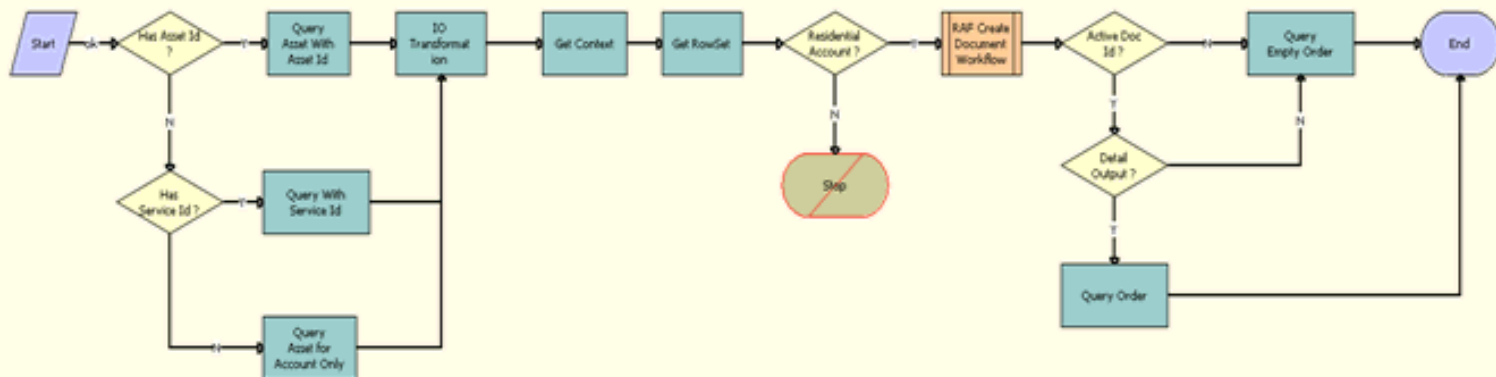 Start
ok
Has Asset Id
?
Y
Query
Asset With
Asset Id
IO
Transformat
ion
Get Context
Get RowSet
Residential
Account ?
Y
RAF Create
Document
Workflow
Active Doc
Id ?
N
Query
Empty Order
End
N
N
Y
N
Has
Service Id ?
Y
Query With
Service Id
Stop
Detail
Output ?
Y
Query Order
N
Query
Asset for
Account Only